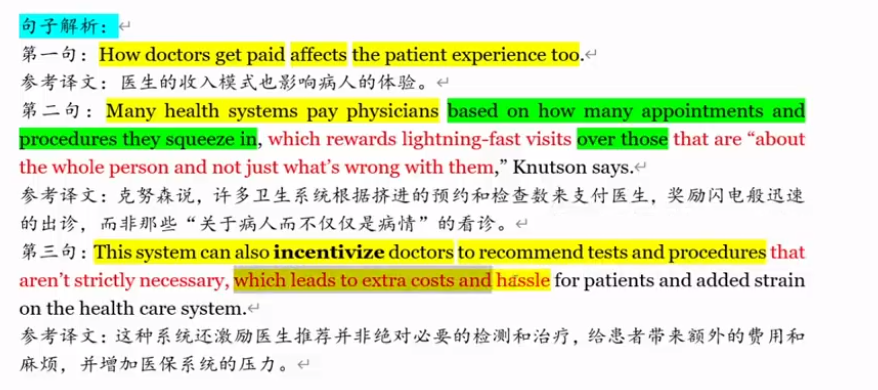 句子解析：
第一句：How doctors get paid affects the patient experience too.
参考译文：医生的收入模式也影响病人的体验。
第二句：Many health systems pay physicians based on how many appointments and
procedures they squeeze in, which rewards lightning-fast visits over those that are “about
the whole person and not just what’s wrong with them,” Knutson says.
参考译文：克努森说，许多卫生系统根据挤进的预约和检查数来支付医生，奖励闪电般迅速
的出诊，而非那些“关于病人而不仅仅是病情”的看诊。
第三句：This system can also incentivize doctors to recommend tests and procedures that
aren’t strictly necessary, which leads to extra costs and hassle for patients and added strain
on the health care system.
参考译文：这种系统还激励医生推荐并非绝对必要的检测和治疗，给患者带来额外的费用和
麻烦，并增加医保系统的压力。